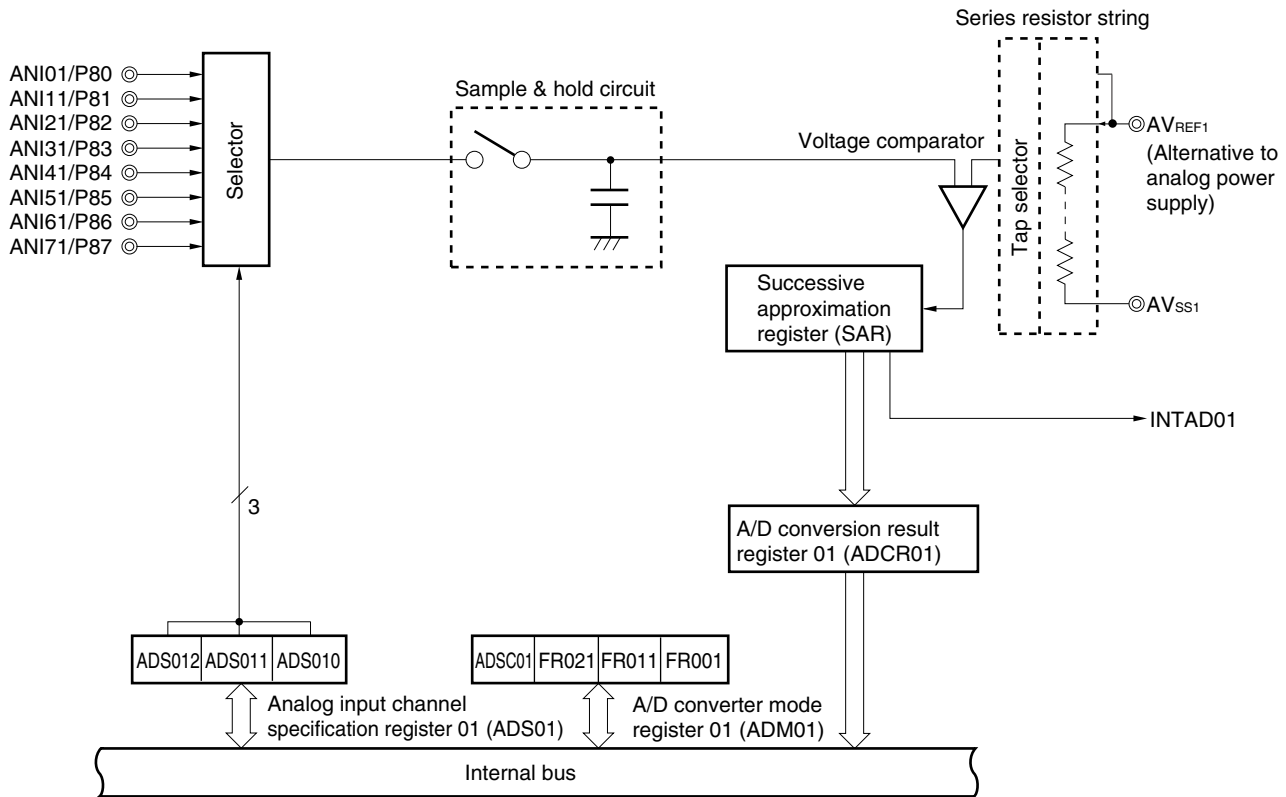 Series resistor string
ANI01/P80
ANI11/P81
ANI21/P82
ANI31/P83
ANI41/P84
ANI51/P85
ANI61/P86
ANI71/P87
Selector
Sample & hold circuit
Voltage comparator
Tap selector
AVREF1
(Alternative to
analog power
supply)
AVSS1
Successive
approximation
register (SAR)
INTAD01
3
A/D conversion result
register 01 (ADCR01)
ADS012 ADS011 ADS010
ADSC01 FR021 FR011 FR001
Analog input channel
specification register 01 (ADS01)
A/D converter mode
register 01 (ADM01)
Internal bus